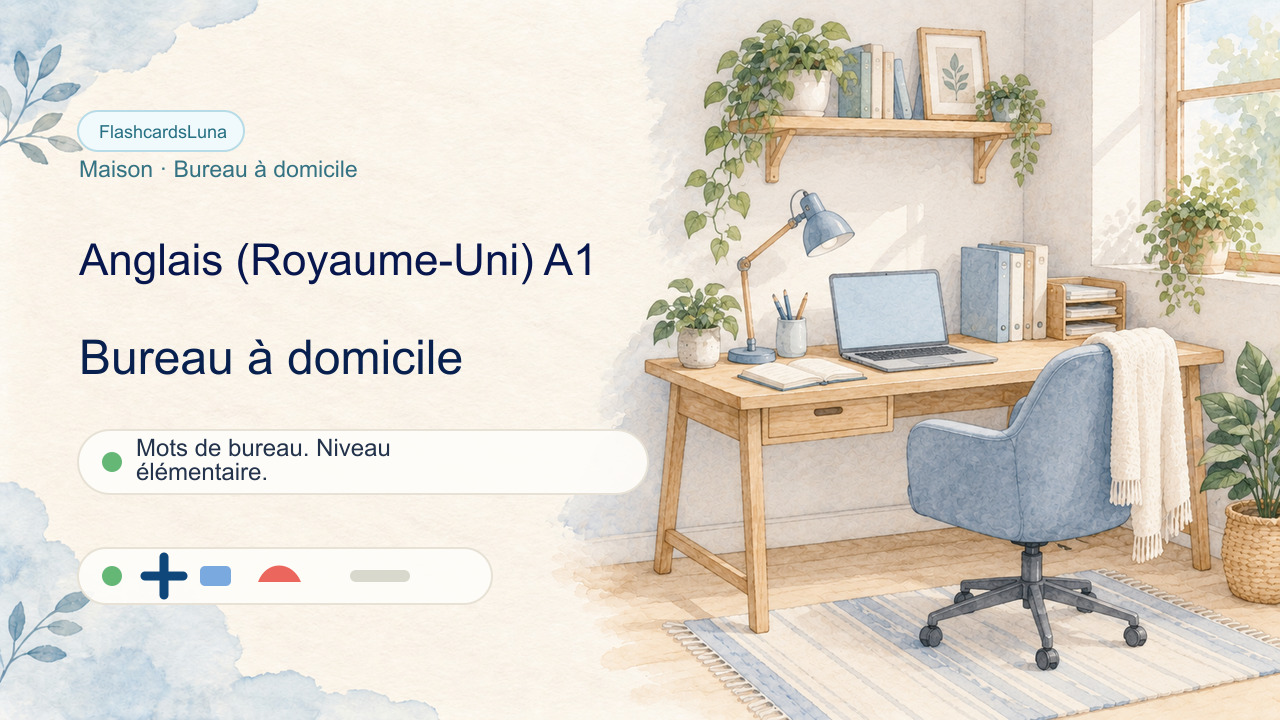 FlashcardsLuna
Maison · Bureau à domicile
Anglais (Royaume-Uni) A1
Bureau à domicile
Mots de bureau. Niveau
élémentaire.